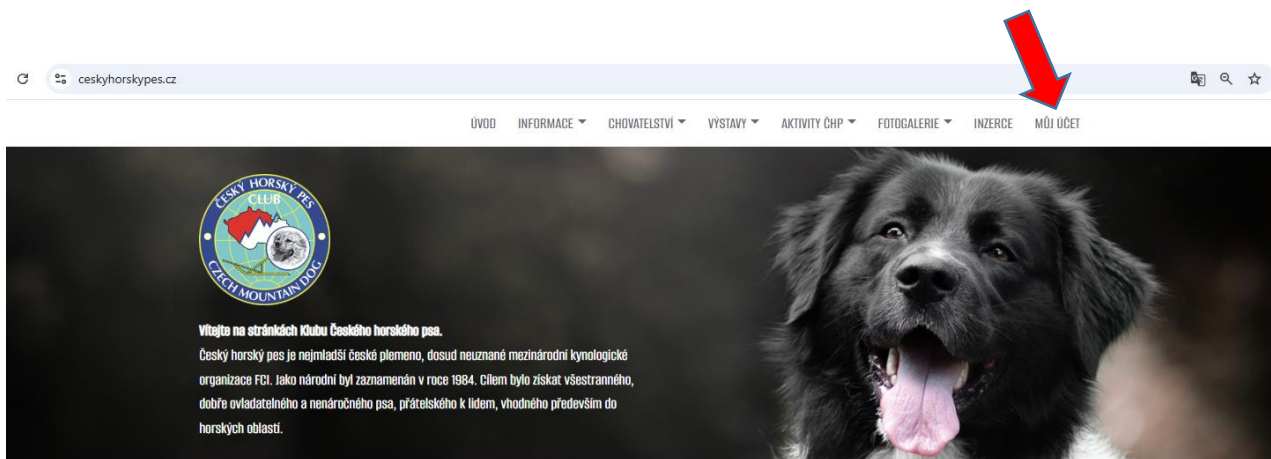 ceskyhorskypes.cz
ÚVOD INFORMACE CHOVATELSTVÍ VÝSTAVY AKTIVITY ČHP FOTOGALERIE INZERCE MŮJ ÚČET
ČESKÝ HORSKÝ PES
CLUB
CZECH MOUNTAIN DOG
Vítejte na stránkách Klubu Českého horského psa.
Český horský pes je nejmladší české plemeno, dosud neuznané mezinárodní kynologické
organizace FCI. Jako národní byl zaznamenán v roce 1984. Cílem bylo získat všestranného,
dobře ovladatelného a nenáročného psa, přátelského k lidem, vhodného především do
horských oblastí.